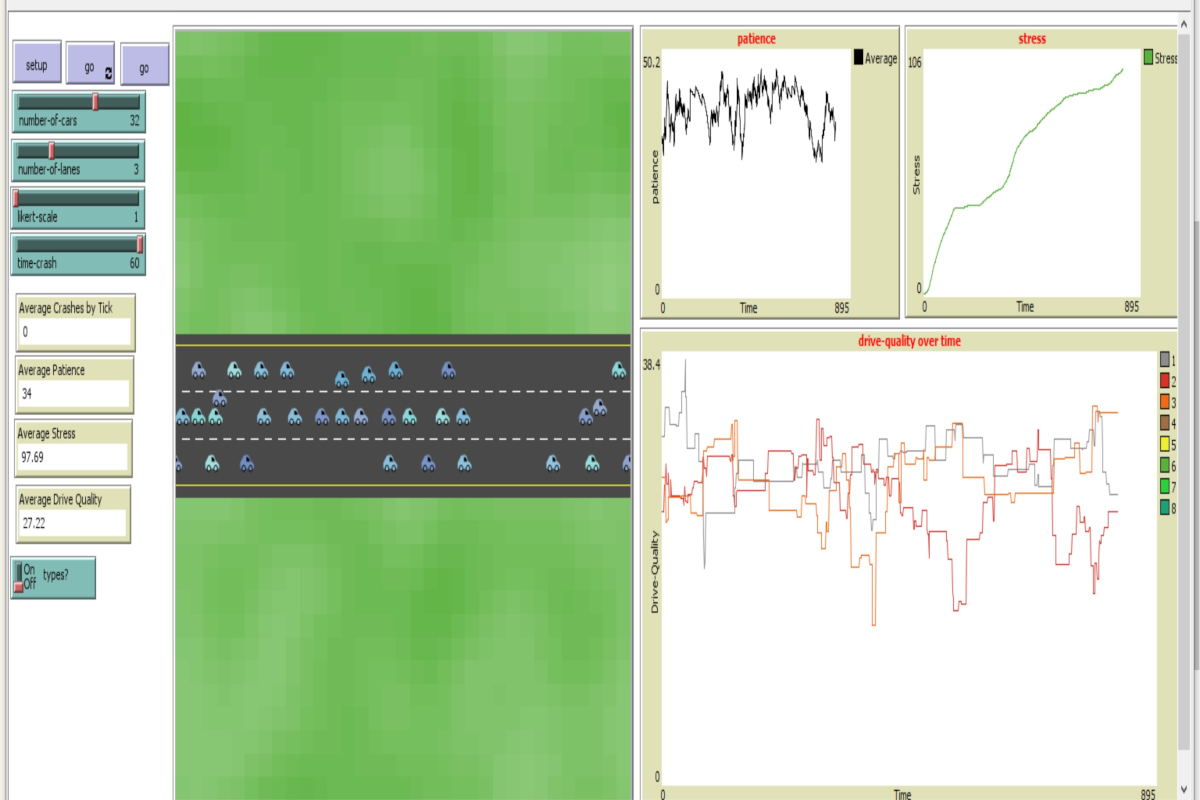 setup
go
go
number-of-cars 32
number-of-lanes 3
likert-scale 1
time-crash 60
Average Crashes by Tick
0
Average Patience
34
Average Stress
97.69
Average Drive Quality
27.22
On
Off
types?
patience
50.2
Average
patience
0
0 Time 895
stress
106
Stress
Stress
0
0 Time 895
drive-quality over time
38.4
1
2
3
4
5
6
7
8
Drive-Quality
0
0 Time 895